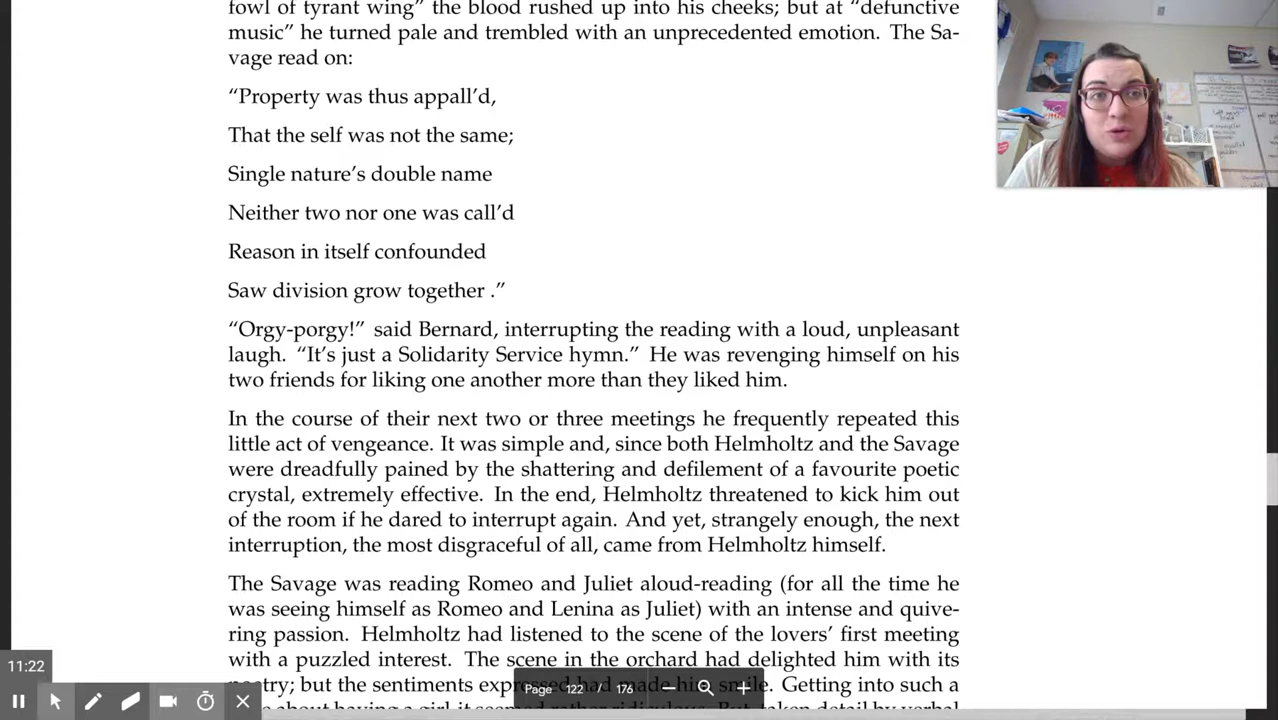 fowl of tyrant wing” the blood rushed up into his cheeks; but at “defunctive
music” he turned pale and trembled with an unprecedented emotion. The Sa-
vage read on:
“Property was thus appall’d,
That the self was not the same;
Single nature’s double name
Neither two nor one was call’d
Reason in itself confounded
Saw division grow together .”
“Orgy-porgy!” said Bernard, interrupting the reading with a loud, unpleasant
laugh. “It’s just a Solidarity Service hymn.” He was revenging himself on his
two friends for liking one another more than they liked him.
In the course of their next two or three meetings he frequently repeated this
little act of vengeance. It was simple and, since both Helmholtz and the Savage
were dreadfully pained by the shattering and defilement of a favourite poetic
crystal, extremely effective. In the end, Helmholtz threatened to kick him out
of the room if he dared to interrupt again. And yet, strangely enough, the next
interruption, the most disgraceful of all, came from Helmholtz himself.
The Savage was reading Romeo and Juliet aloud-reading (for all the time he
was seeing himself as Romeo and Lenina as Juliet) with an intense and quive-
ring passion. Helmholtz had listened to the scene of the lovers’ first meeting
with a puzzled interest. The scene in the orchard had delighted him with its
poetry; but the sentiments expressed had made him smile. Getting into such a
about having a girl it seemed rather ridiculous. But, taken detail by verbal
11:22
Page 122 / 176